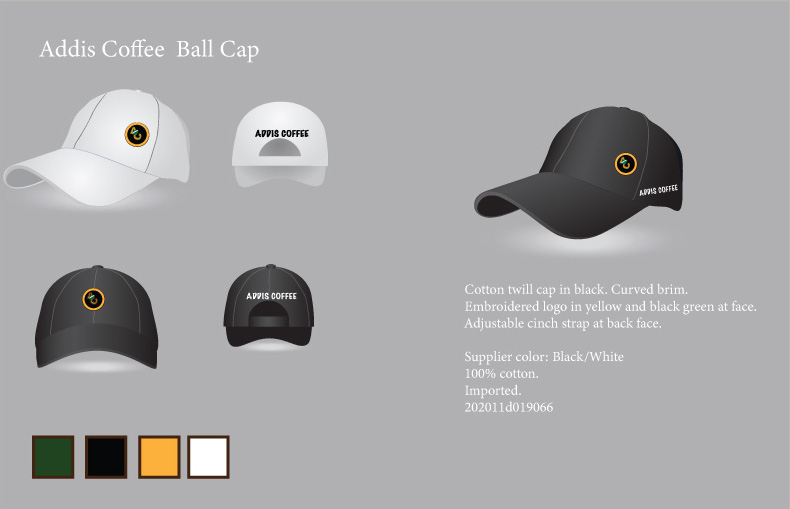 Addis Coffee  Ball Cap
ADDIS COFFEE
ADDIS COFFEE
ADDIS COFFEE
Cotton twill cap in black. Curved brim.
Embroidered logo in yellow and black green at face.
Adjustable cinch strap at back face.
Supplier color: Black/White
100% cotton.
Imported.
202011d019066